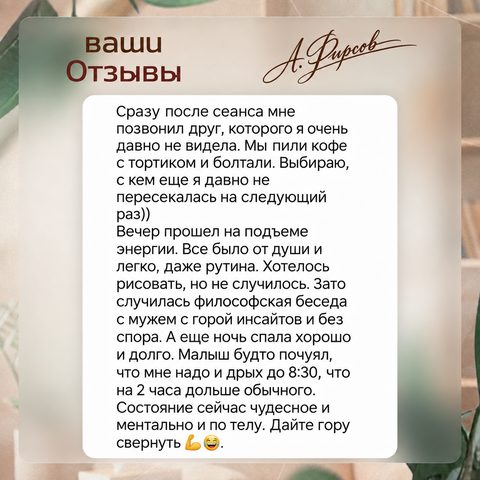 ваши
Отзывы
А. Фирсов
Сразу после сеанса мне
позвонил друг, которого я очень
давно не видела. Мы пили кофе
с тортиком и болтали. Выбираю,
с кем еще я давно не
пересекалась на следующий
раз))
Вечер прошел на подъеме
энергии. Все было от души и
легко, даже рутина. Хотелось
рисовать, но не случилось. Зато
случилась философская беседа
с мужем с горой инсайтов и без
спора. А еще ночь спала хорошо
и долго. Малыш будто почуял,
что мне надо и дрых до 8:30, что
на 2 часа дольше обычного.
Состояние сейчас чудесное и
ментально и по телу. Дайте гору
свернуть 💪😂.